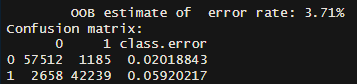 OOB estimate of  error rate: 3.71%
Confusion matrix:
0 1 class.error
0 57512 1185 0.02018843
1 2658 42239 0.05920217